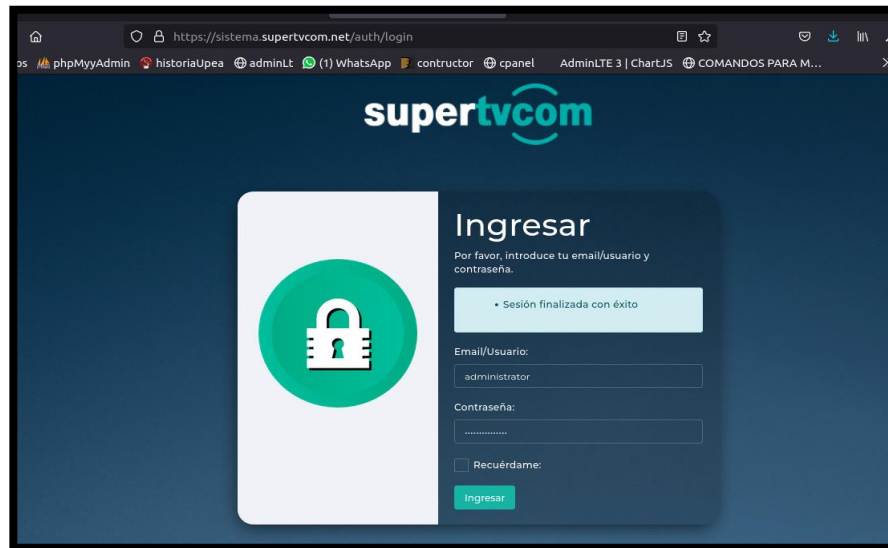 https://sistema.supertvcom.net/auth/login
os phpMyyAdmin historiaUpea adminLt (1) WhatsApp contructor cpanel AdminLTE 3 | ChartJS COMANDOS PARA M...
supertvcom
Ingresar
Por favor, introduce tu email/usuario y
contraseña.
• Sesión finalizada con éxito
Email/Usuario:
administrator
Contraseña:
...............
Recuérdame:
Ingresar